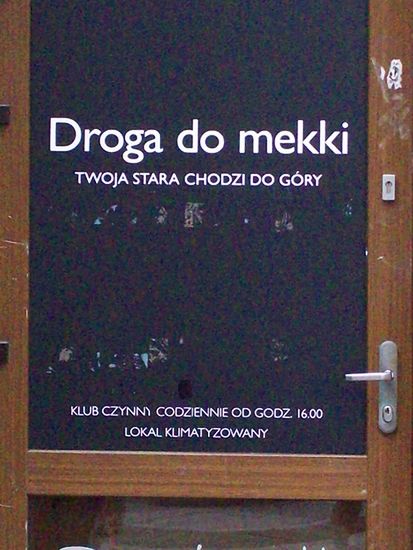 Droga do mekki
TWOJA STARA CHODZI DO GÓRY
KLUB CZYNNY CODZIENNIE OD GODZ. 16.00
LOKAL KLIMATYZOWANY